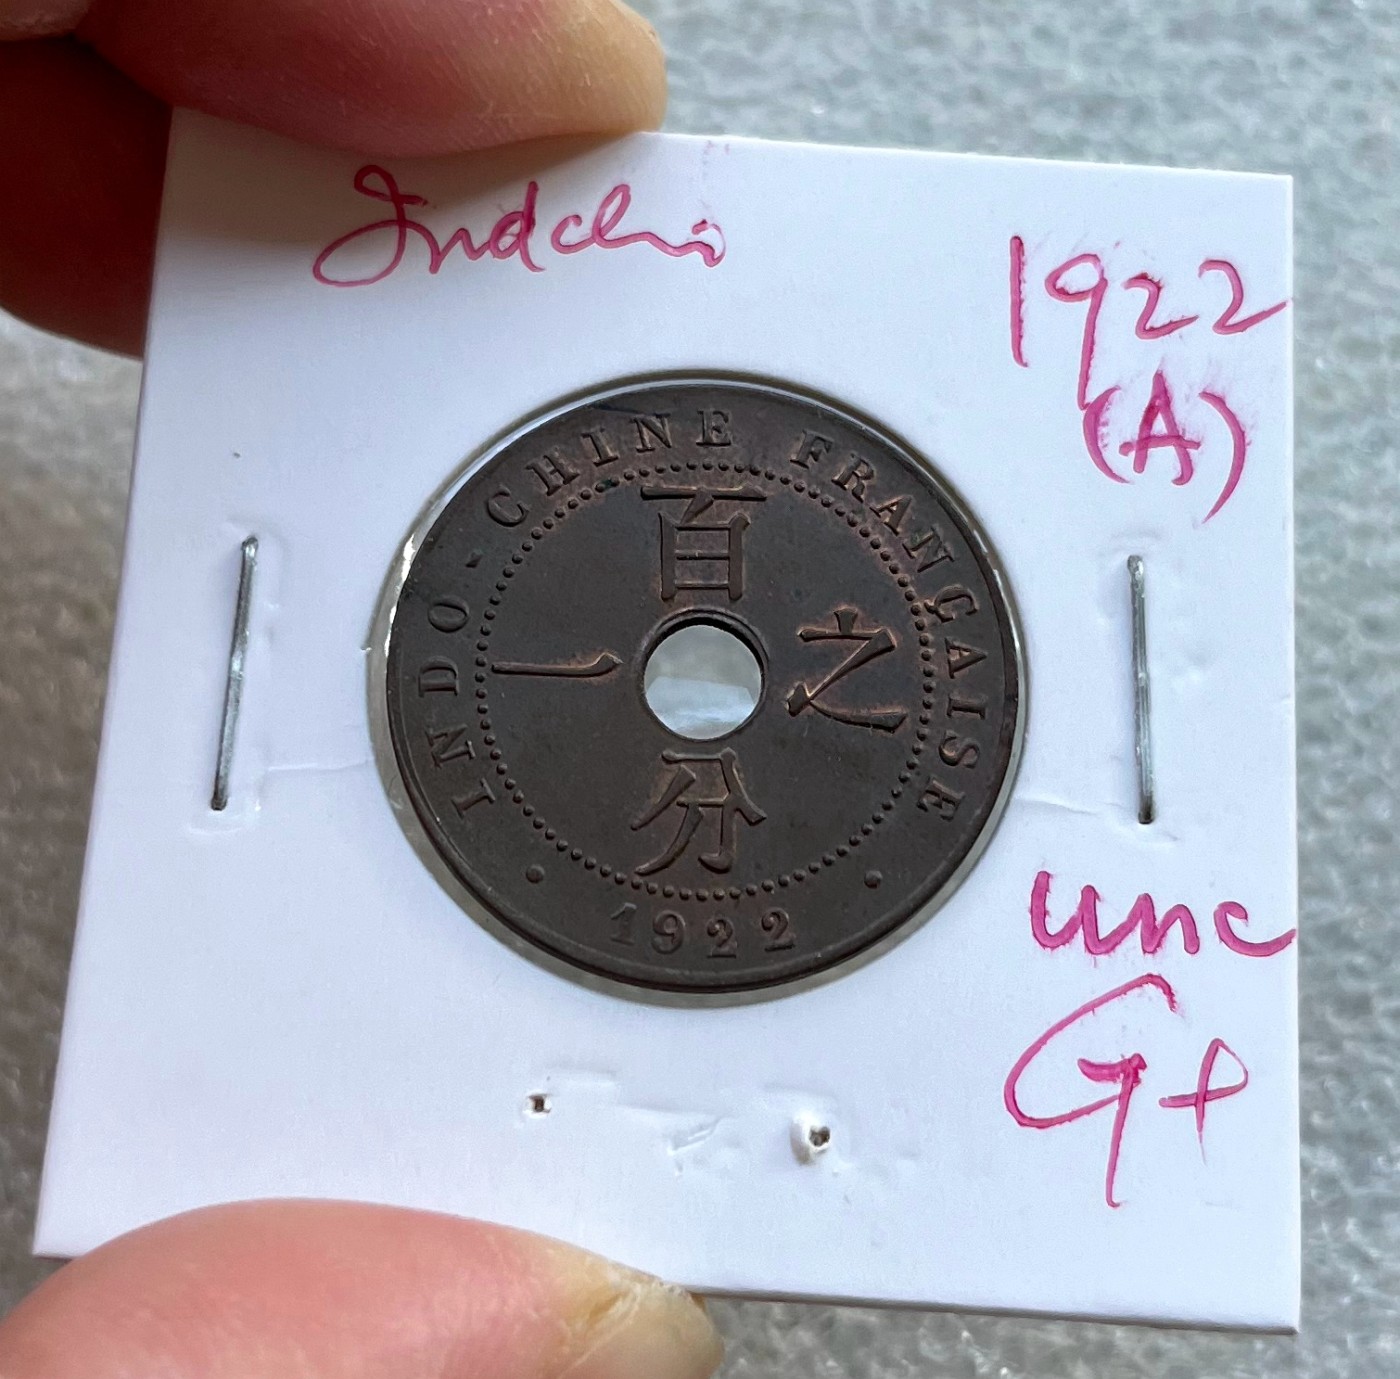 Indchi
1922
(A)
INDO-CHINE FRANÇAISE
百
一 之
分
• 1922 •
unc
G+